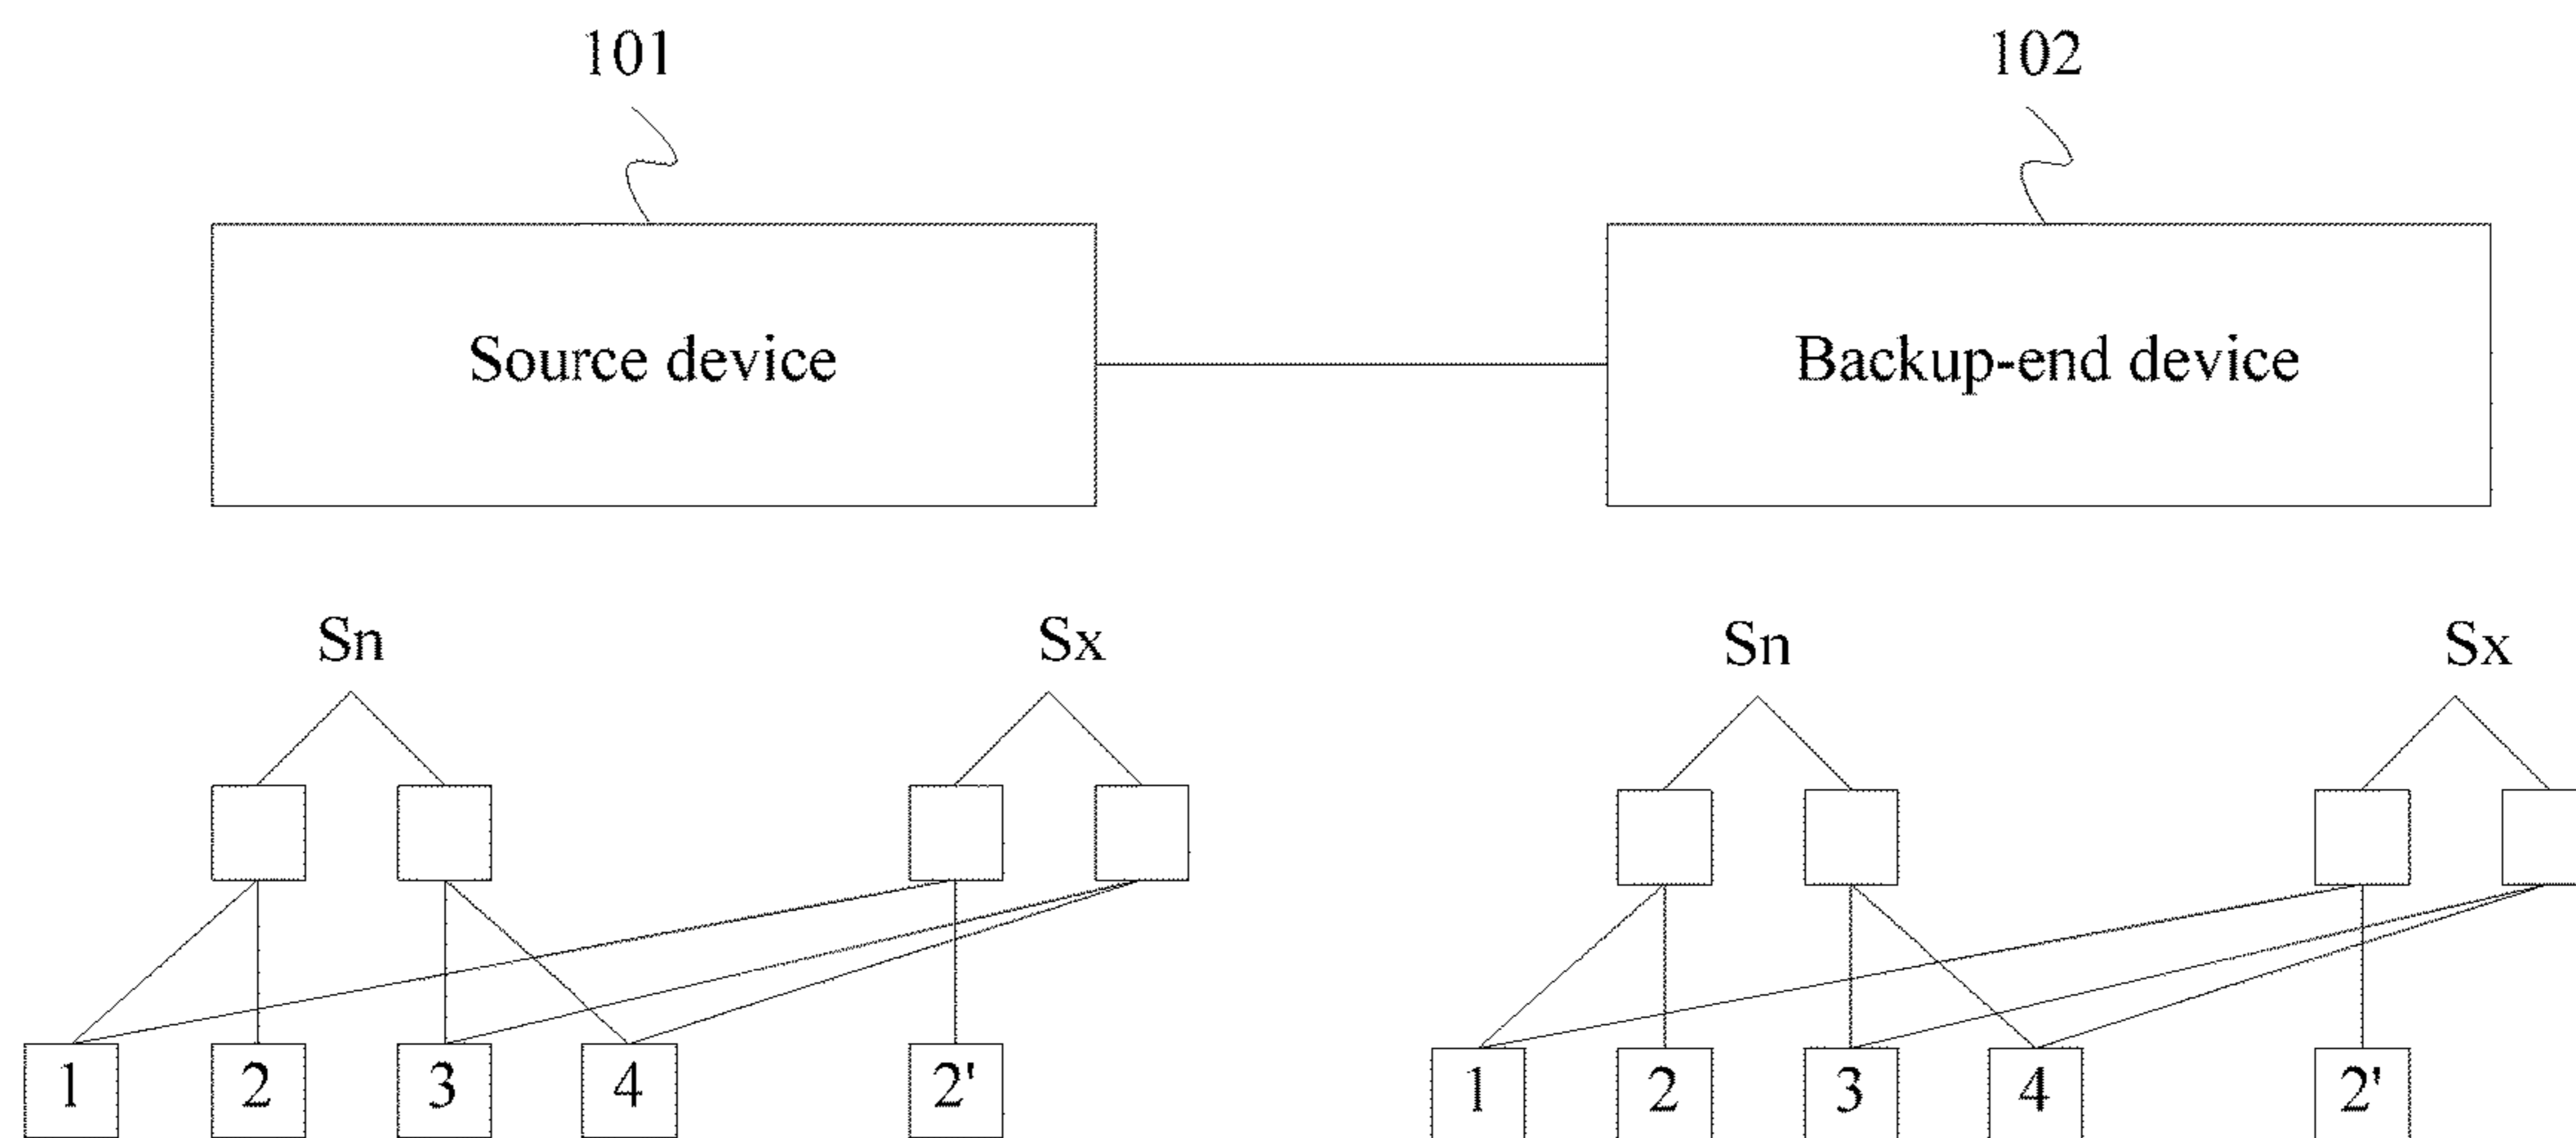 101 102
Source device Backup-end device
Sn Sx Sn Sx
1 2 3 4 2' 1 2 3 4 2'